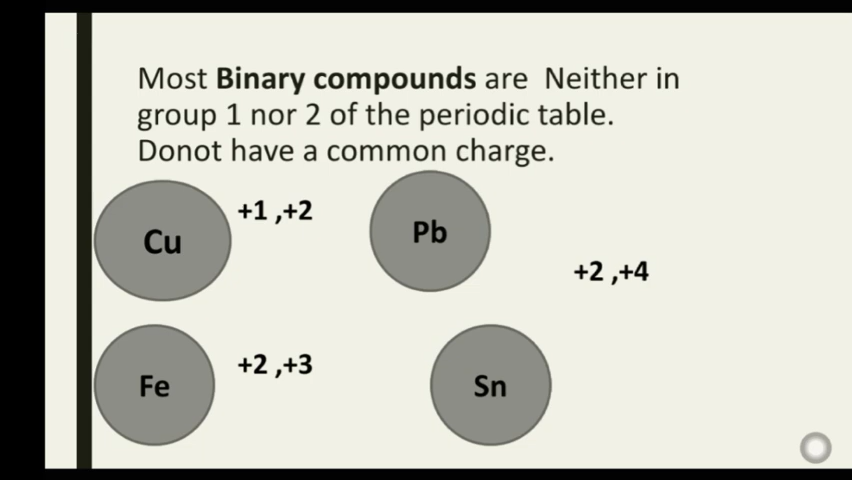 Most Binary compounds are Neither in
group 1 nor 2 of the periodic table.
Donot have a common charge.
Cu
+1 ,+2
Pb
+2 ,+4
Fe
+2 ,+3
Sn